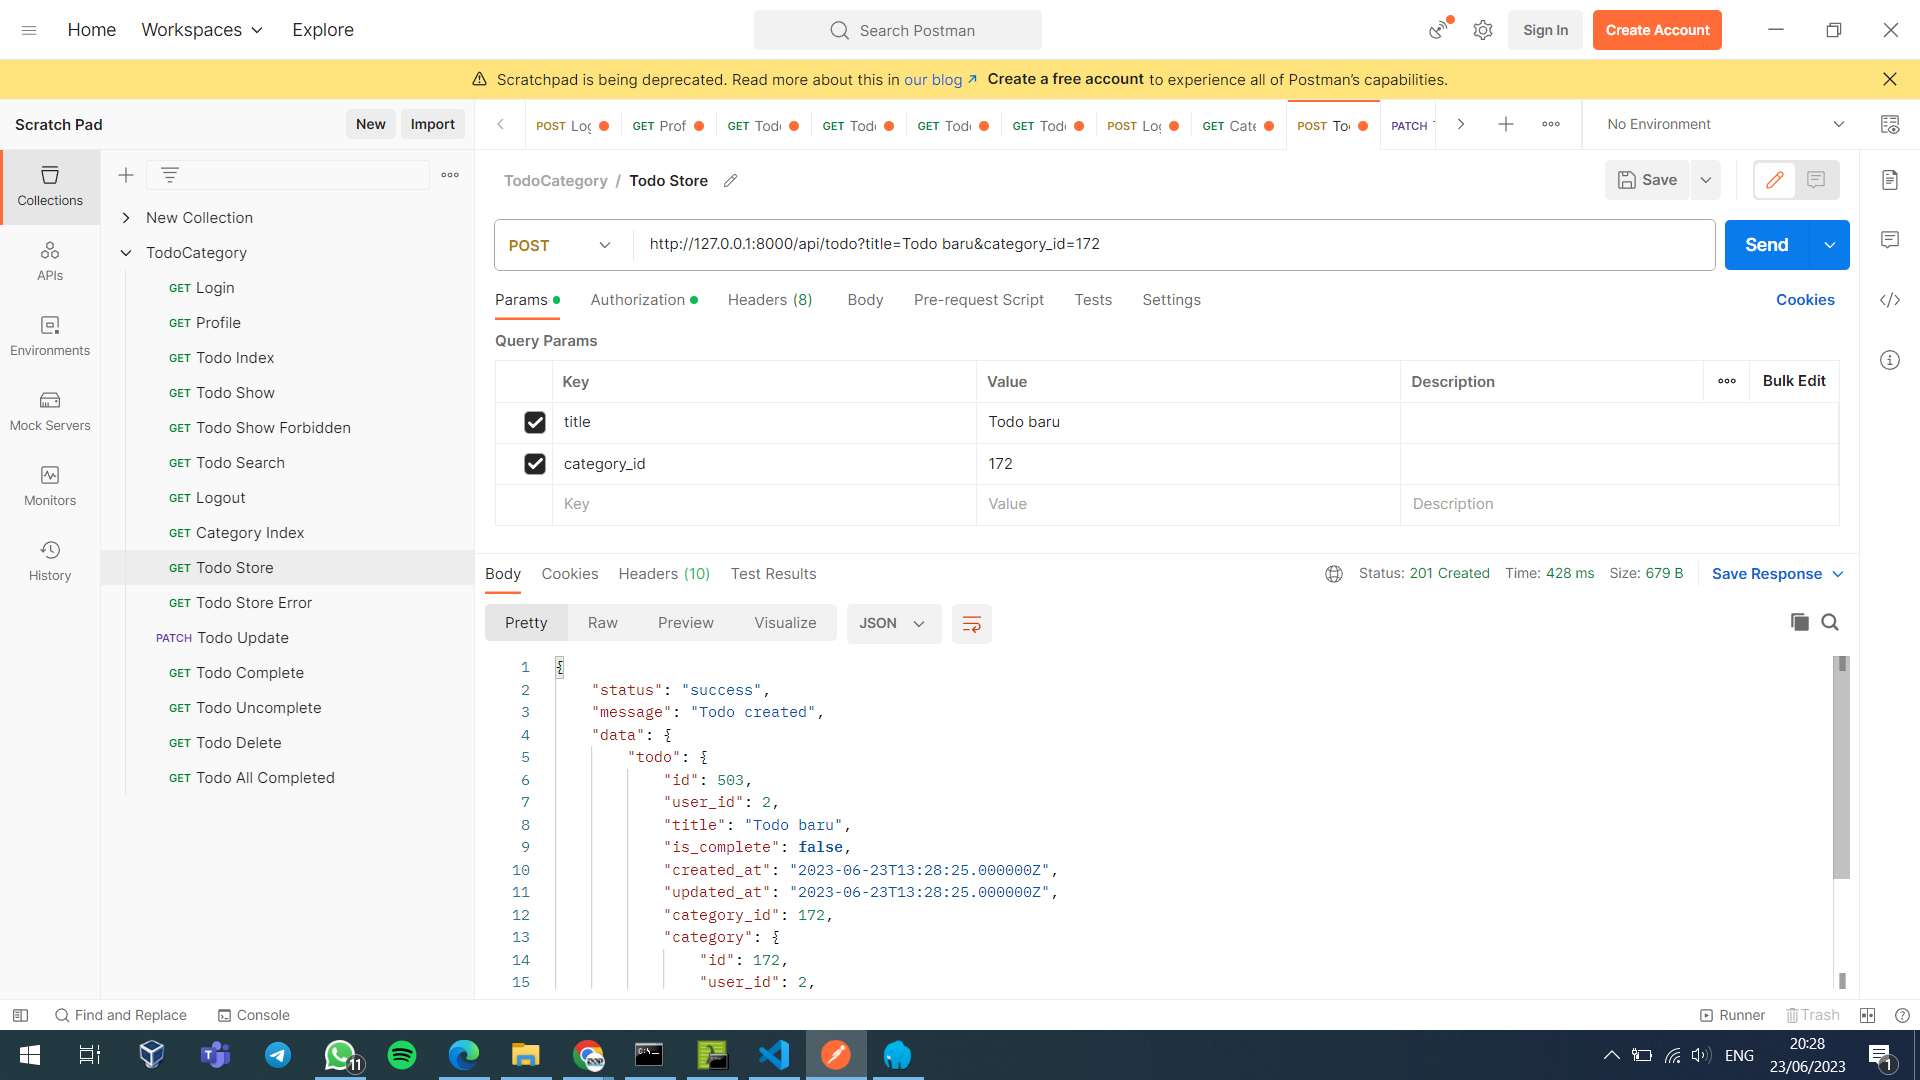 Home Workspaces Explore Search Postman Sign In Create Account
Scratchpad is being deprecated. Read more about this in our blog ↗ Create a free account to experience all of Postman's capabilities.
Scratch Pad New Import
POST GET Prof GET GET GET GET POST GET POST PATCH No Environment
Collections
APIs
Environments
Mock Servers
Monitors
History
New Collection
TodoCategory
GET Login
GET Profile
GET Todo Index
GET Todo Show
GET Todo Show Forbidden
GET Todo Search
GET Logout
GET Category Index
GET Todo Store
GET Todo Store Error
PATCH Todo Update
GET Todo Complete
GET Todo Uncomplete
GET Todo Delete
GET Todo All Completed
TodoCategory / Todo Store Save
POST http://127.0.0.1:8000/api/todo?title=Todo baru&category_id=172 Send
Params Authorization Headers (8) Body Pre-request Script Tests Settings Cookies
Query Params
Key Value Description Bulk Edit
title Todo baru
category_id 172
Key Value Description
Body Cookies Headers (10) Test Results Status: 201 Created Time: 428 ms Size: 679 B Save Response
Pretty Raw Preview Visualize JSON
1 {
2 "status": "success",
3 "message": "Todo created",
4 "data": {
5 "todo": {
6 "id": 503,
7 "user_id": 2,
8 "title": "Todo baru",
9 "is_complete": false,
10 "created_at": "2023-06-23T13:28:25.000000Z",
11 "updated_at": "2023-06-23T13:28:25.000000Z",
12 "category_id": 172,
13 "category": {
14 "id": 172,
15 "user_id": 2,
Find and Replace Console Runner Trash
11 ENG 20:28
23/06/2023 1